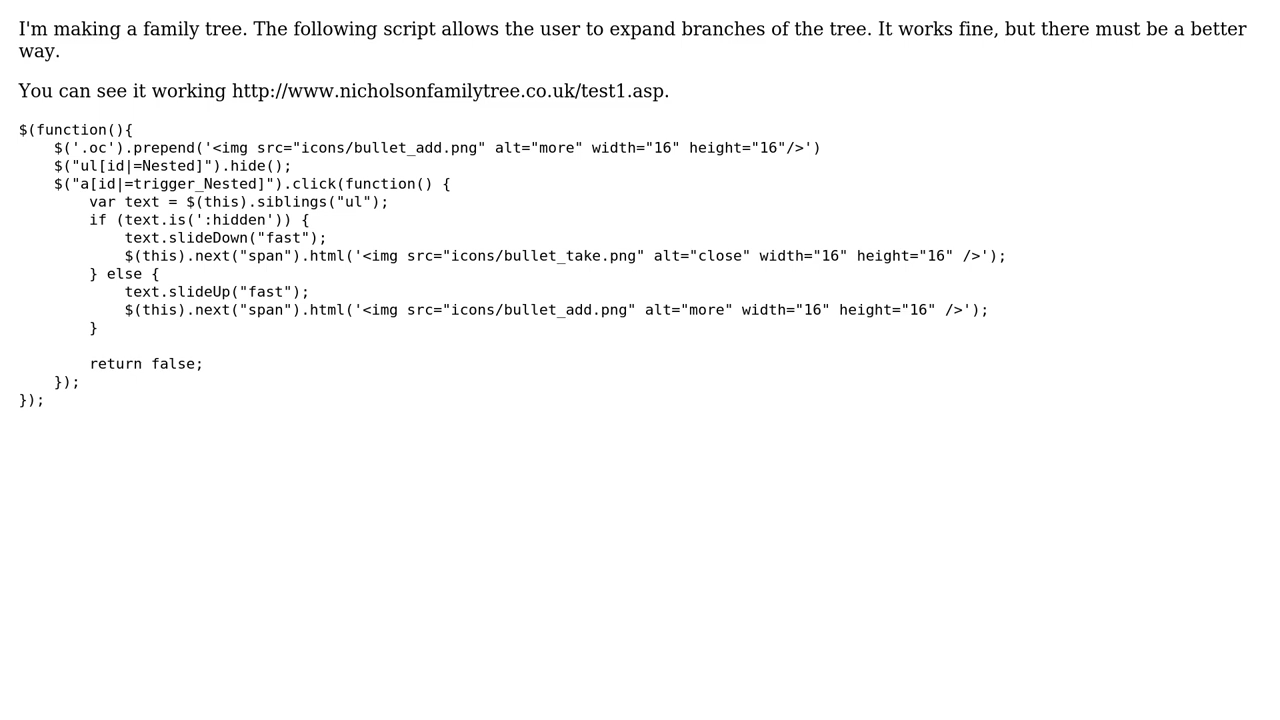 I'm making a family tree. The following script allows the user to expand branches of the tree. It works fine, but there must be a better
way.
You can see it working http://www.nicholsonfamilytree.co.uk/test1.asp.
$(function(){
    $('.oc').prepend('<img src="icons/bullet_add.png" alt="more" width="16" height="16"/>')
    $("ul[id|=Nested]").hide();
    $("a[id|=trigger_Nested]").click(function() {
        var text = $(this).siblings("ul");
        if (text.is(':hidden')) {
            text.slideDown("fast");
            $(this).next("span").html('<img src="icons/bullet_take.png" alt="close" width="16" height="16" />');
        } else {
            text.slideUp("fast");
            $(this).next("span").html('<img src="icons/bullet_add.png" alt="more" width="16" height="16" />');
        }
        return false;
    });
});